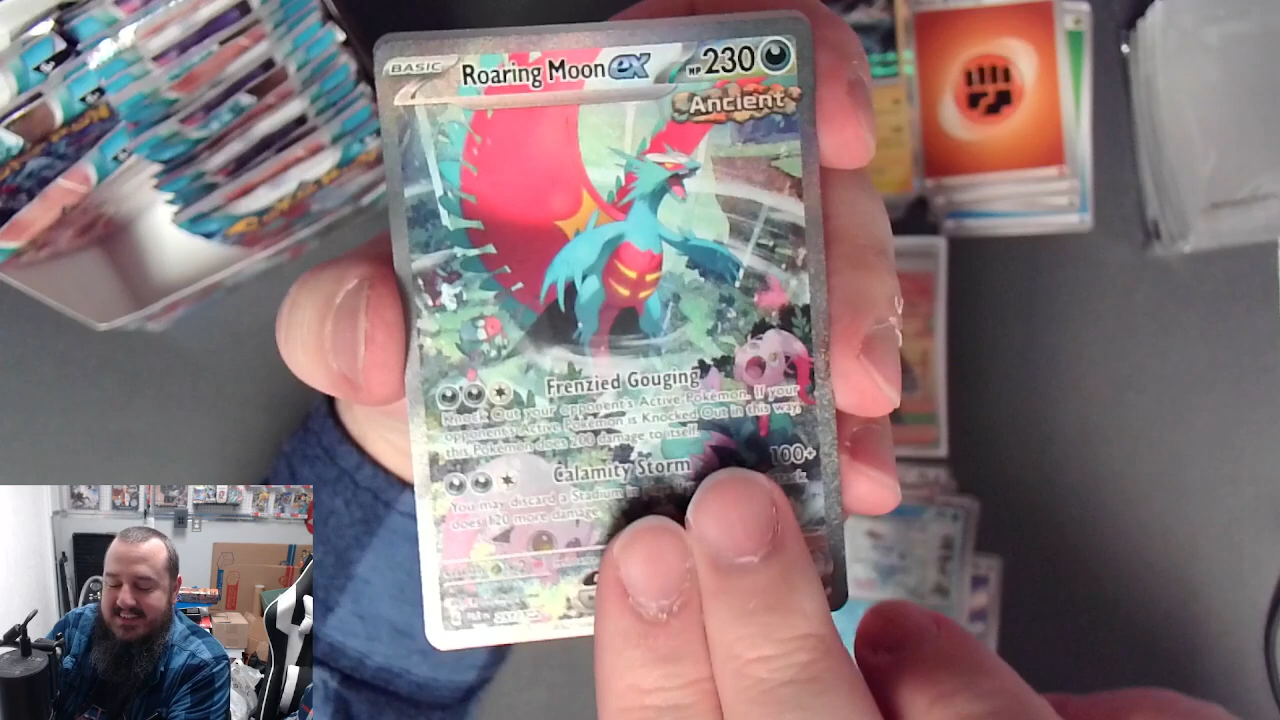 BASIC Roaring Moon ex HP 230
Ancient
Frenzied Gouging
Knock Out your opponent's Active Pokémon. If your
opponent's Active Pokémon is Knocked Out in this way,
this Pokémon does 200 damage to itself.
Calamity Storm 100+
You may discard a Stadium in
does 120 more damage.